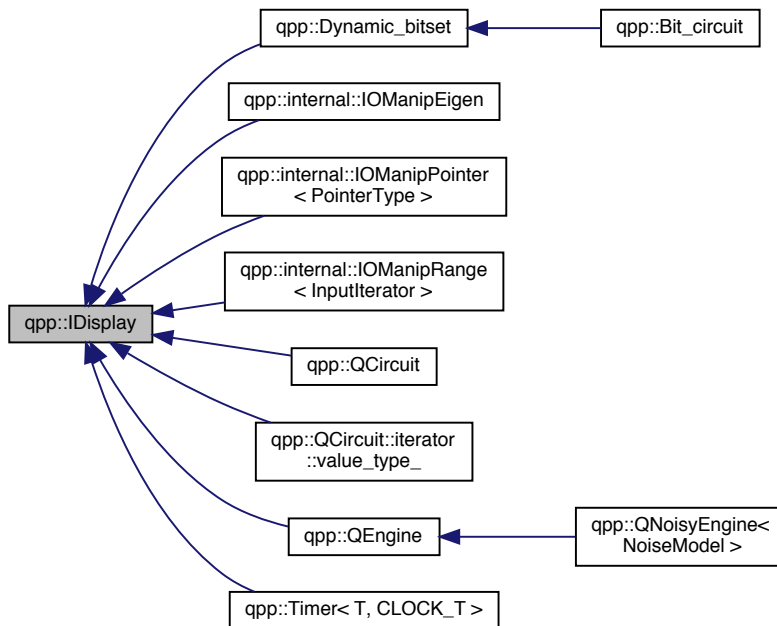 qpp::Dynamic_bitset
qpp::Bit_circuit
qpp::internal::IOManipEigen
qpp::internal::IOManipPointer
< PointerType >
qpp::internal::IOManipRange
< InputIterator >
qpp::IDisplay
qpp::QCircuit
qpp::QCircuit::iterator
::value_type_
qpp::QEngine
qpp::QNoisyEngine<
NoiseModel >
qpp::Timer< T, CLOCK_T >